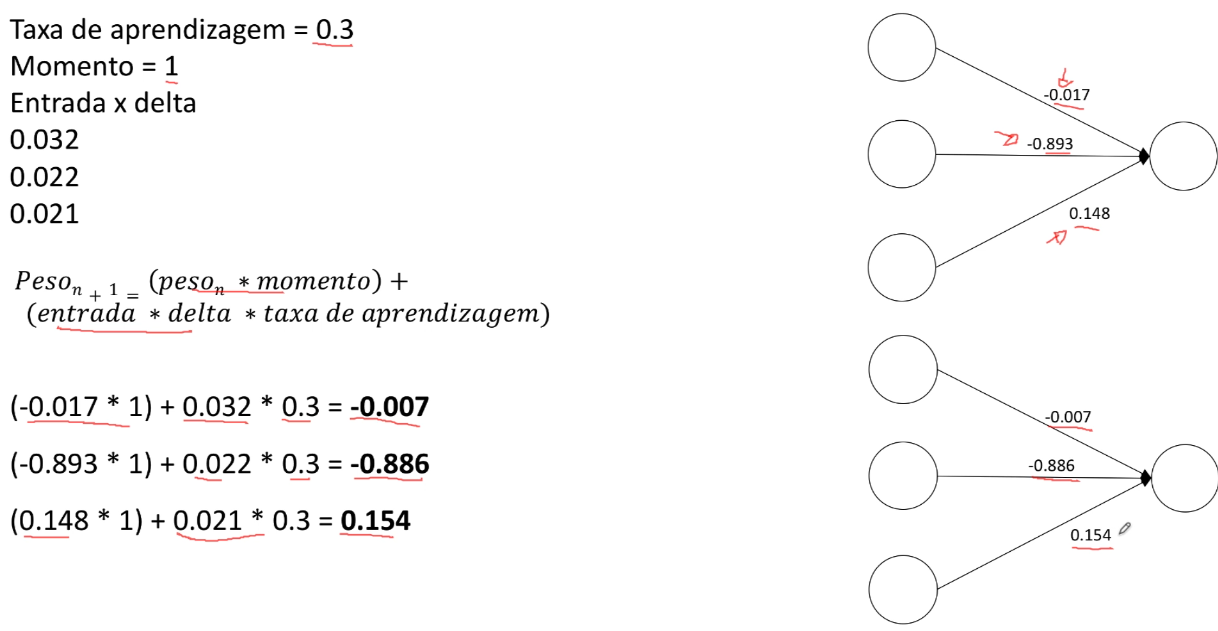 Taxa de aprendizagem = 0.3
Momento = 1
Entrada x delta
0.032
0.022
0.021
Peso n + 1 = (peso n * momento) +
(entrada * delta * taxa de aprendizagem)
(-0.017 * 1) + 0.032 * 0.3 = -0.007
(-0.893 * 1) + 0.022 * 0.3 = -0.886
(0.148 * 1) + 0.021 * 0.3 = 0.154
-0.017
-0.893
0.148
-0.007
-0.886
0.154